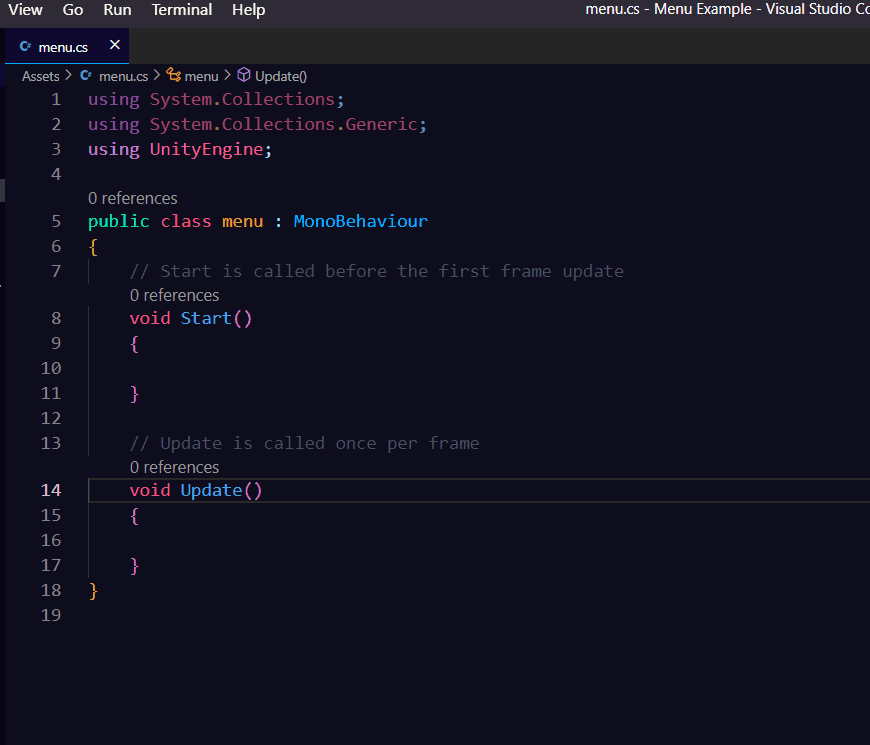 View Go Run Terminal Help menu.cs - Menu Example - Visual Studio
C# menu.cs ×
Assets > C# menu.cs > menu > Update()
1 using System.Collections;
2 using System.Collections.Generic;
3 using UnityEngine;
4
0 references
5 public class menu : MonoBehaviour
6 {
7 // Start is called before the first frame update
0 references
8 void Start()
9 {
10
11 }
12
13 // Update is called once per frame
0 references
14 void Update()
15 {
16
17 }
18 }
19